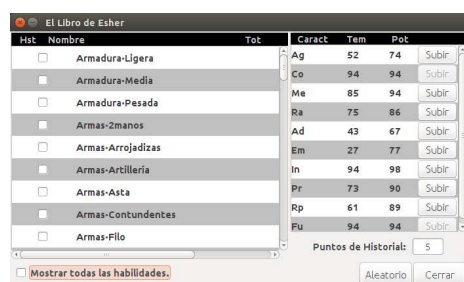 El Libro de Esher
Hst Nombre Tot
Armadura-Ligera
Armadura-Media
Armadura-Pesada
Armas-2manos
Armas-Arrojadizas
Armas-Artillería
Armas-Asta
Armas-Contundentes
Armas-Filo
Caract Tem Pot
Ag 52 74 Subir
Co 94 94 Subir
Me 85 94 Subir
Ra 75 86 Subir
Ad 43 67 Subir
Em 27 77 Subir
In 94 98 Subir
Pr 73 90 Subir
Rp 61 89 Subir
Fu 94 94 Subir
Puntos de Historial: 5
Mostrar todas las habilidades.
Aleatorio Cerrar